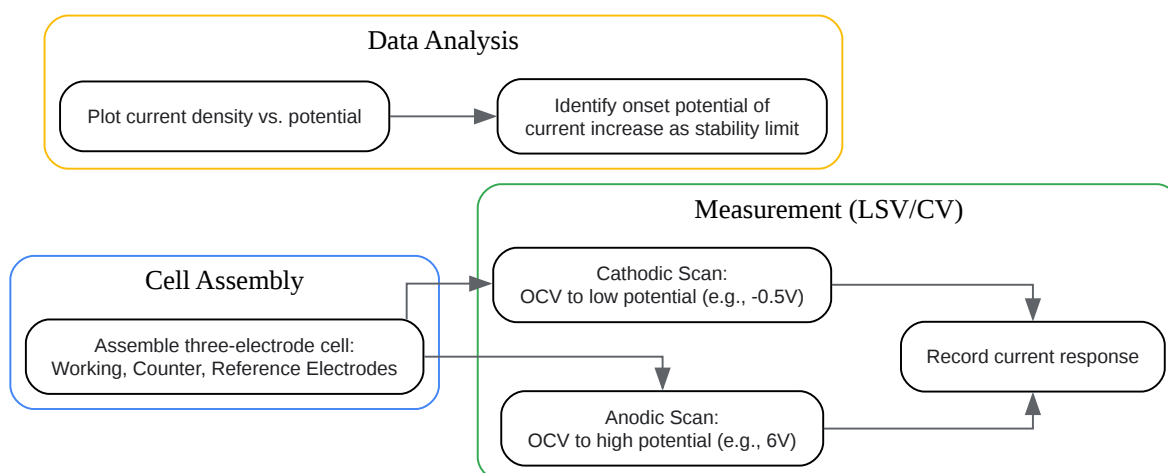 Data Analysis
Plot current density vs. potential
Identify onset potential of
current increase as stability limit
Measurement (LSV/CV)
Cell Assembly
Cathodic Scan:
OCV to low potential (e.g., -0.5V)
Assemble three-electrode cell:
Working, Counter, Reference Electrodes
Record current response
Anodic Scan:
OCV to high potential (e.g., 6V)